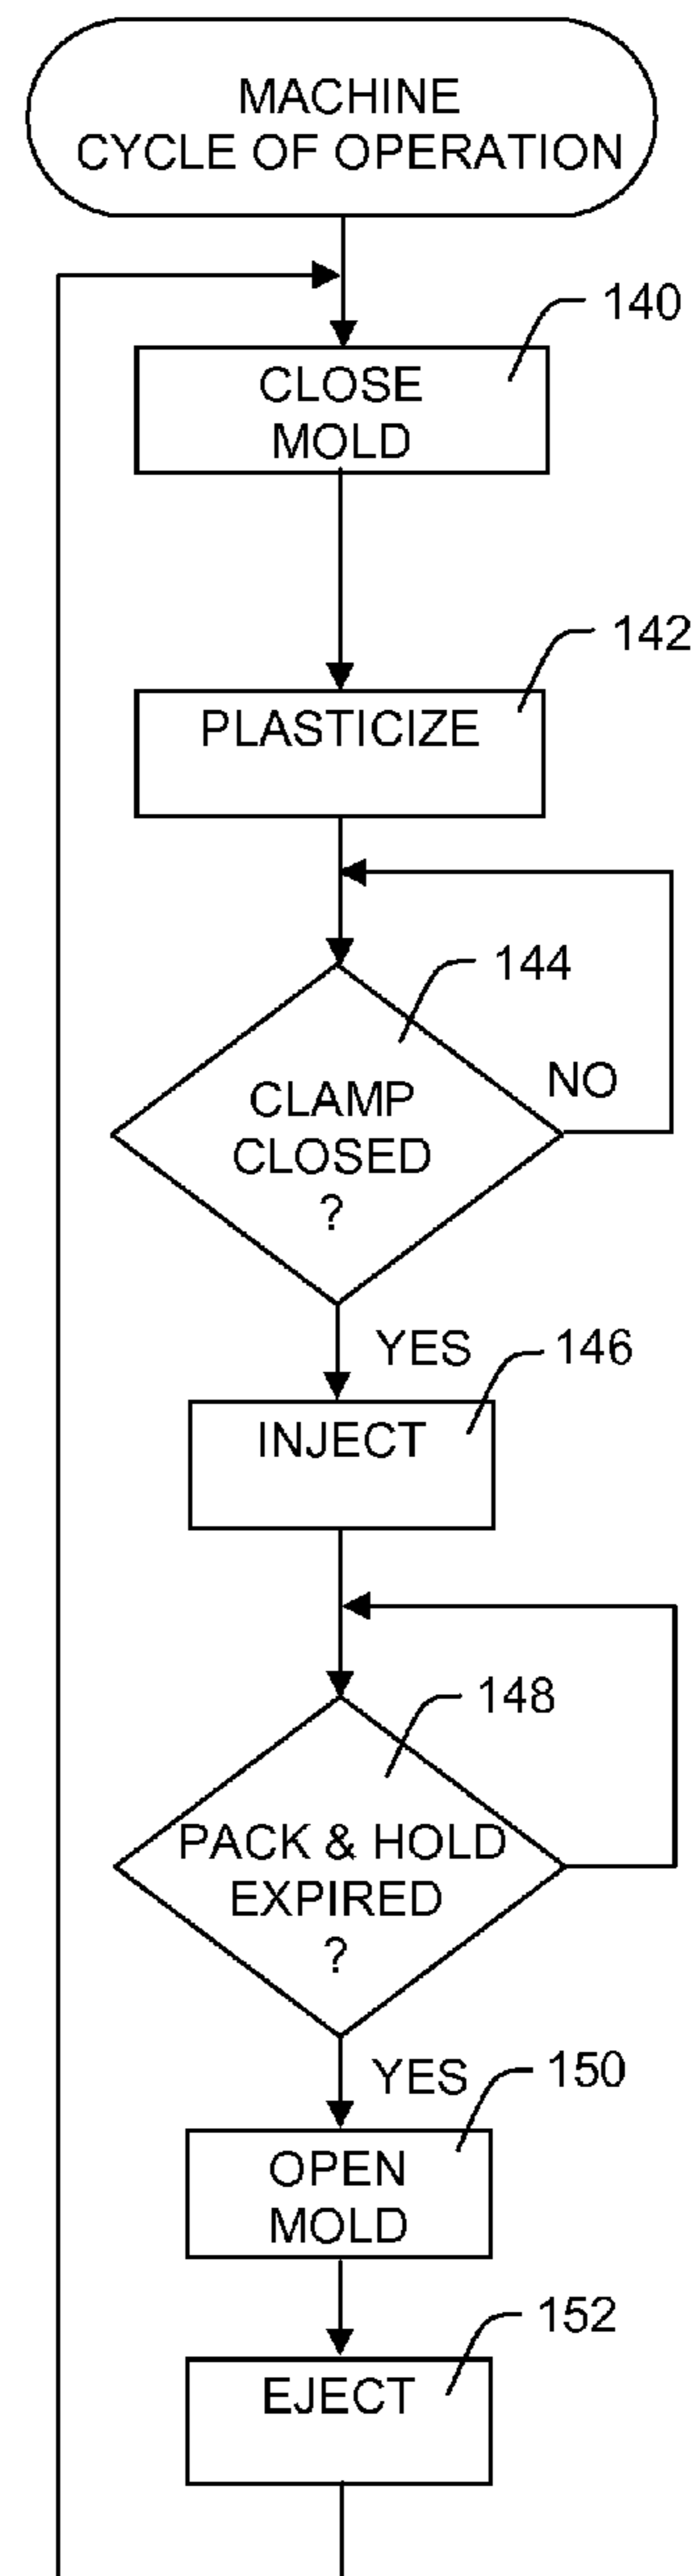 MACHINE
CYCLE OF OPERATION
140
CLOSE
MOLD
142
PLASTICIZE
144
CLAMP
CLOSED
?
NO
YES
146
INJECT
148
PACK & HOLD
EXPIRED
?
YES
150
OPEN
MOLD
152
EJECT